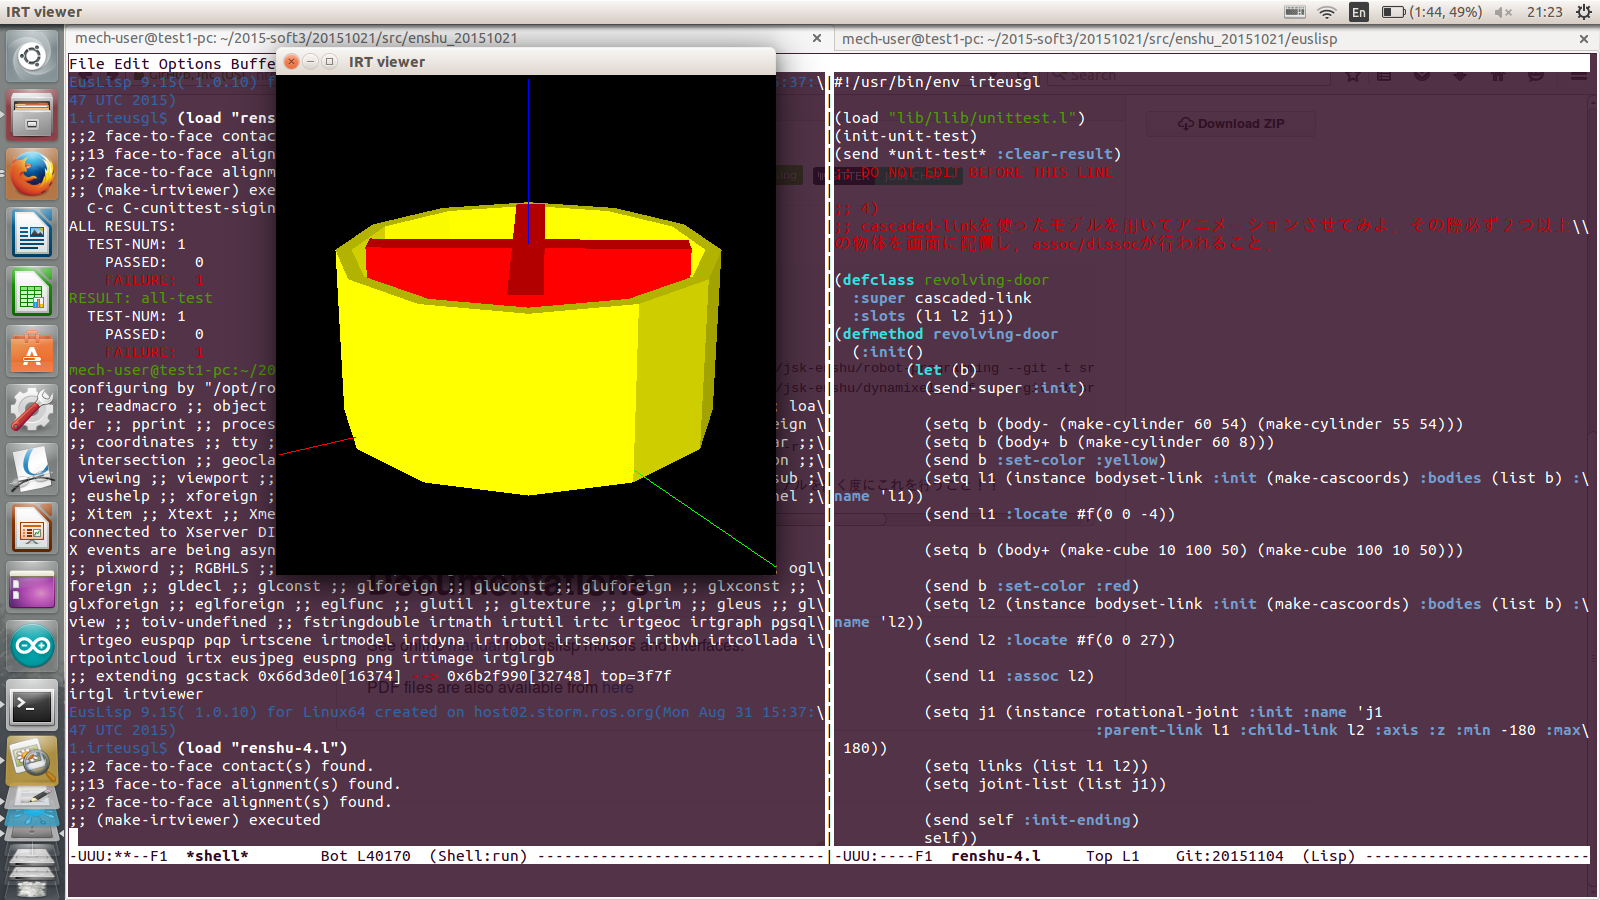 IRT viewer
En
(1:44, 49%)
21:23
mech-user@test1-pc: ~/2015-soft3/20151021/src/enshu_20151021
mech-user@test1-pc: ~/2015-soft3/20151021/src/enshu_20151021/euslisp
IRT viewer
File Edit Options Buffe
EusLisp 9.15( 1.0.10) f
3:37:\
47 UTC 2015)
1.irteusgl$ (load "rens
;;2 face-to-face contac
;;13 face-to-face align
;;2 face-to-face alignm
;; (make-irtviewer) exe
C-c C-cunittest-sigin
ALL RESULTS:
TEST-NUM: 1
PASSED: 0
FAILURE: 1
RESULT: all-test
TEST-NUM: 1
PASSED: 0
FAILURE: 1
mech-user@test1-pc:~/20
configuring by "/opt/ro
;; readmacro ;; object
loa\
der ;; pprint ;; proces
eign \
;; coordinates ;; tty ;
ar ;;\
intersection ;; geocla
on ;;\
viewing ;; viewport ;;
sub ;\
; eushelp ;; xforeign ;
nel ;\
; Xitem ;; Xtext ;; Xme
connected to Xserver DI
X events are being asyn
;; pixword ;; RGBHLS ;;
ogl\
foreign ;; gldecl ;; glconst ;; glforeign ;; gluconst ;; gluforeign ;; glxconst ;; \
glxforeign ;; eglforeign ;; eglfunc ;; glutil ;; gltexture ;; glprim ;; gleus ;; gl\
view ;; toiv-undefined ;; fstringdouble irtmath irtutil irtc irtgeoc irtgraph pgsql\
irtgeo euspqp pqp irtscene irtmodel irtdyna irtrobot irtsensor irtbvh irtcollada i\
rtpointcloud irtx eusjpeg euspng png irtimage irtglrgb
;; extending gcstack 0x66d3de0[16374] --> 0x6b2f990[32748] top=3f7f
irtgl irtviewer
EusLisp 9.15( 1.0.10) for Linux64 created on host02.storm.ros.org(Mon Aug 31 15:37:\
47 UTC 2015)
1.irteusgl$ (load "renshu-4.l")
;;2 face-to-face contact(s) found.
;;13 face-to-face alignment(s) found.
;;2 face-to-face alignment(s) found.
;; (make-irtviewer) executed
-UUU:**--F1 *shell* Bot L40170 (Shell:run) --------------------------------
#!/usr/bin/env irteusgl
Search
(load "lib/llib/unittest.l")
Download ZIP
(init-unit-test)
(send *unit-test* :clear-result)
;; DO NOT EDIT BEFORE THIS LINE
;; 4)
;; cascaded-linkを使ったモデルを用いてアニメーションさせてみよ その際必ず2つ以上\\
の物体を画面に配置し，assoc/dissocが行われること
(defclass revolving-door
:super cascaded-link
:slots (l1 l2 j1))
(defmethod revolving-door
(:init()
(let (b)
(send-super :init)
(setq b (body- (make-cylinder 60 54) (make-cylinder 55 54)))
(setq b (body+ b (make-cylinder 60 8)))
(send b :set-color :yellow)
(setq l1 (instance bodyset-link :init (make-cascoords) :bodies (list b) :\
name 'l1))
(send l1 :locate #f(0 0 -4))
(setq b (body+ (make-cube 10 100 50) (make-cube 100 10 50)))
(send b :set-color :red)
(setq l2 (instance bodyset-link :init (make-cascoords) :bodies (list b) :\
name 'l2))
(send l2 :locate #f(0 0 27))
(send l1 :assoc l2)
(setq j1 (instance rotational-joint :init :name 'j1
:parent-link l1 :child-link l2 :axis :z :min -180 :max\
180))
(setq links (list l1 l2))
(setq joint-list (list j1))
(send self :init-ending)
self))
-UUU:----F1 renshu-4.l Top L1 Git:20151104 (Lisp) --------------------------
Documentations
See online manual for Euslisp models and interfaces.
PDF files are also available from here